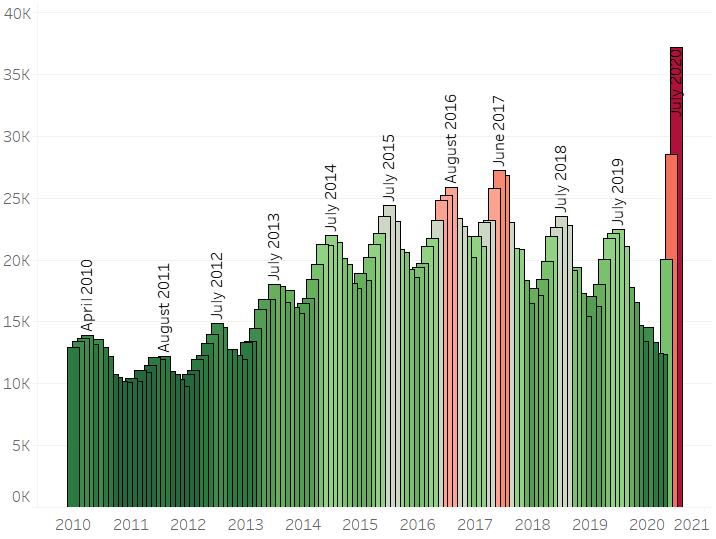 40K
35K
30K
25K
20K
15K
10K
5K
0K
April 2010
August 2011
July 2012
July 2013
July 2014
July 2015
August 2016
June 2017
July 2018
July 2019
July 2020
2010 2011 2012 2013 2014 2015 2016 2017 2018 2019 2020 2021